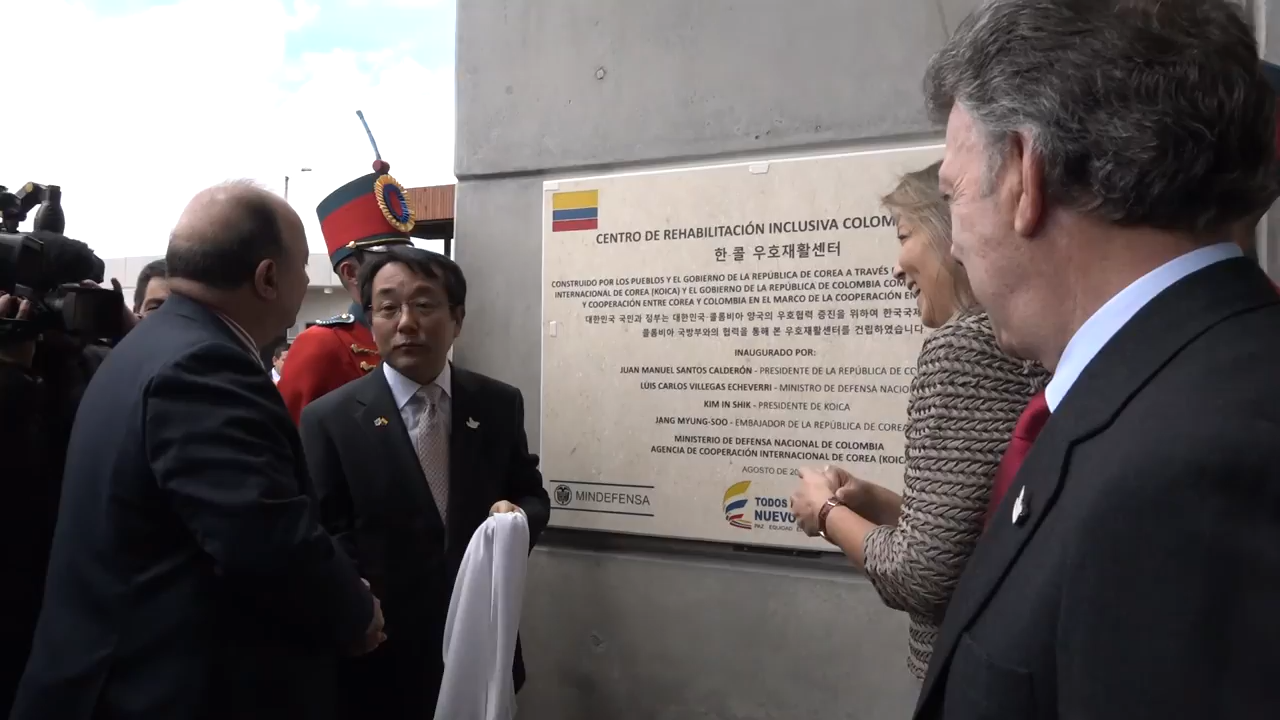 CENTRO DE REHABILITACIÓN INCLUSIVA COLOM
한·콜 우호재활센터
CONSTRUIDO POR LOS PUEBLOS Y EL GOBIERNO DE LA REPÚBLICA DE COREA A TRAVÉS
INTERNACIONAL DE COREA (KOICA) Y EL GOBIERNO DE LA REPÚBLICA DE COLOMBIA COM
Y COOPERACIÓN ENTRE COREA Y COLOMBIA EN EL MARCO DE LA COOPERACIÓN EN
대한민국 국민과 정부는 대한민국-콜롬비아 양국의 우호협력 증진을 위하여 한국국제
콜롬비아 국방부와의 협력을 통해 본 우호재활센터를 건립하였습니다
INAUGURADO POR:
JUAN MANUEL SANTOS CALDERÓN - PRESIDENTE DE LA REPÚBLICA DE CO
LUIS CARLOS VILLEGAS ECHEVERRI - MINISTRO DE DEFENSA NACIO
KIM IN SHIK - PRESIDENTE DE KOICA
JANG MYUNG-SOO - EMBAJADOR DE LA REPÚBLICA DE COREA
MINISTERIO DE DEFENSA NACIONAL DE COLOMBIA
AGENCIA DE COOPERACIÓN INTERNACIONAL DE COREA (KOICA
AGOSTO DE 20
MINDEFENSA
TODOS
NUEVO
PAZ EQUIDAD